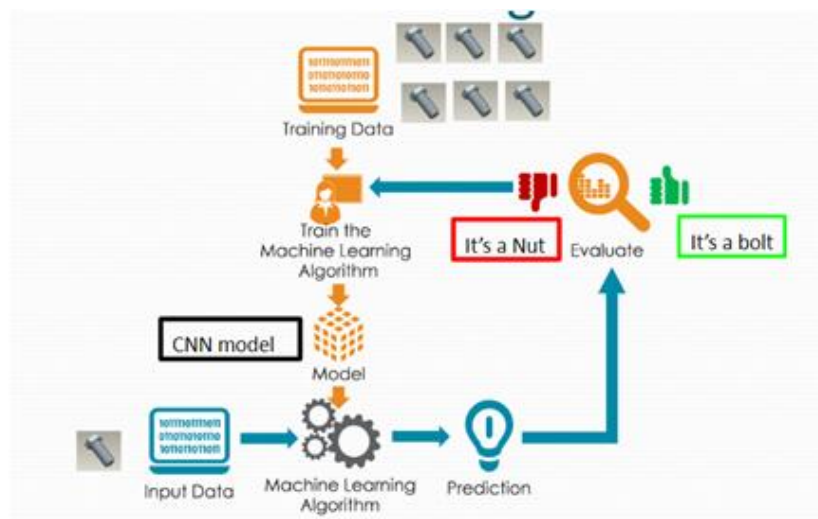 Training Data
Train the
Machine Learning
Algorithm
It's a Nut
Evaluate
It's a bolt
CNN model
Model
Input Data
Machine Learning
Algorithm
Prediction